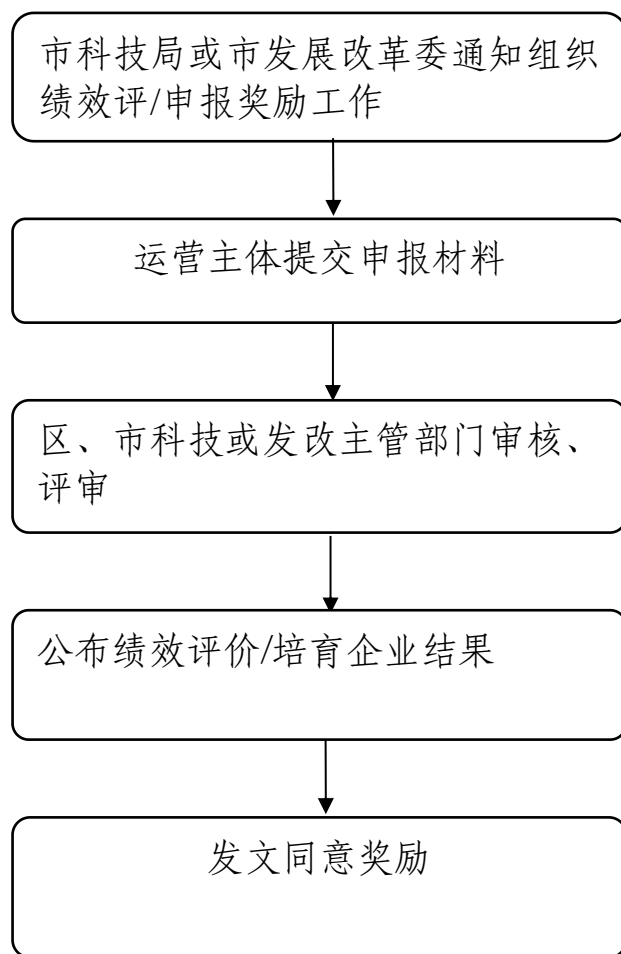 市科技局或市发展改革委通知组织
绩效评/申报奖励工作
运营主体提交申报材料
区、市科技或发改主管部门审核、
评审
公布绩效评价/培育企业结果
发文同意奖励